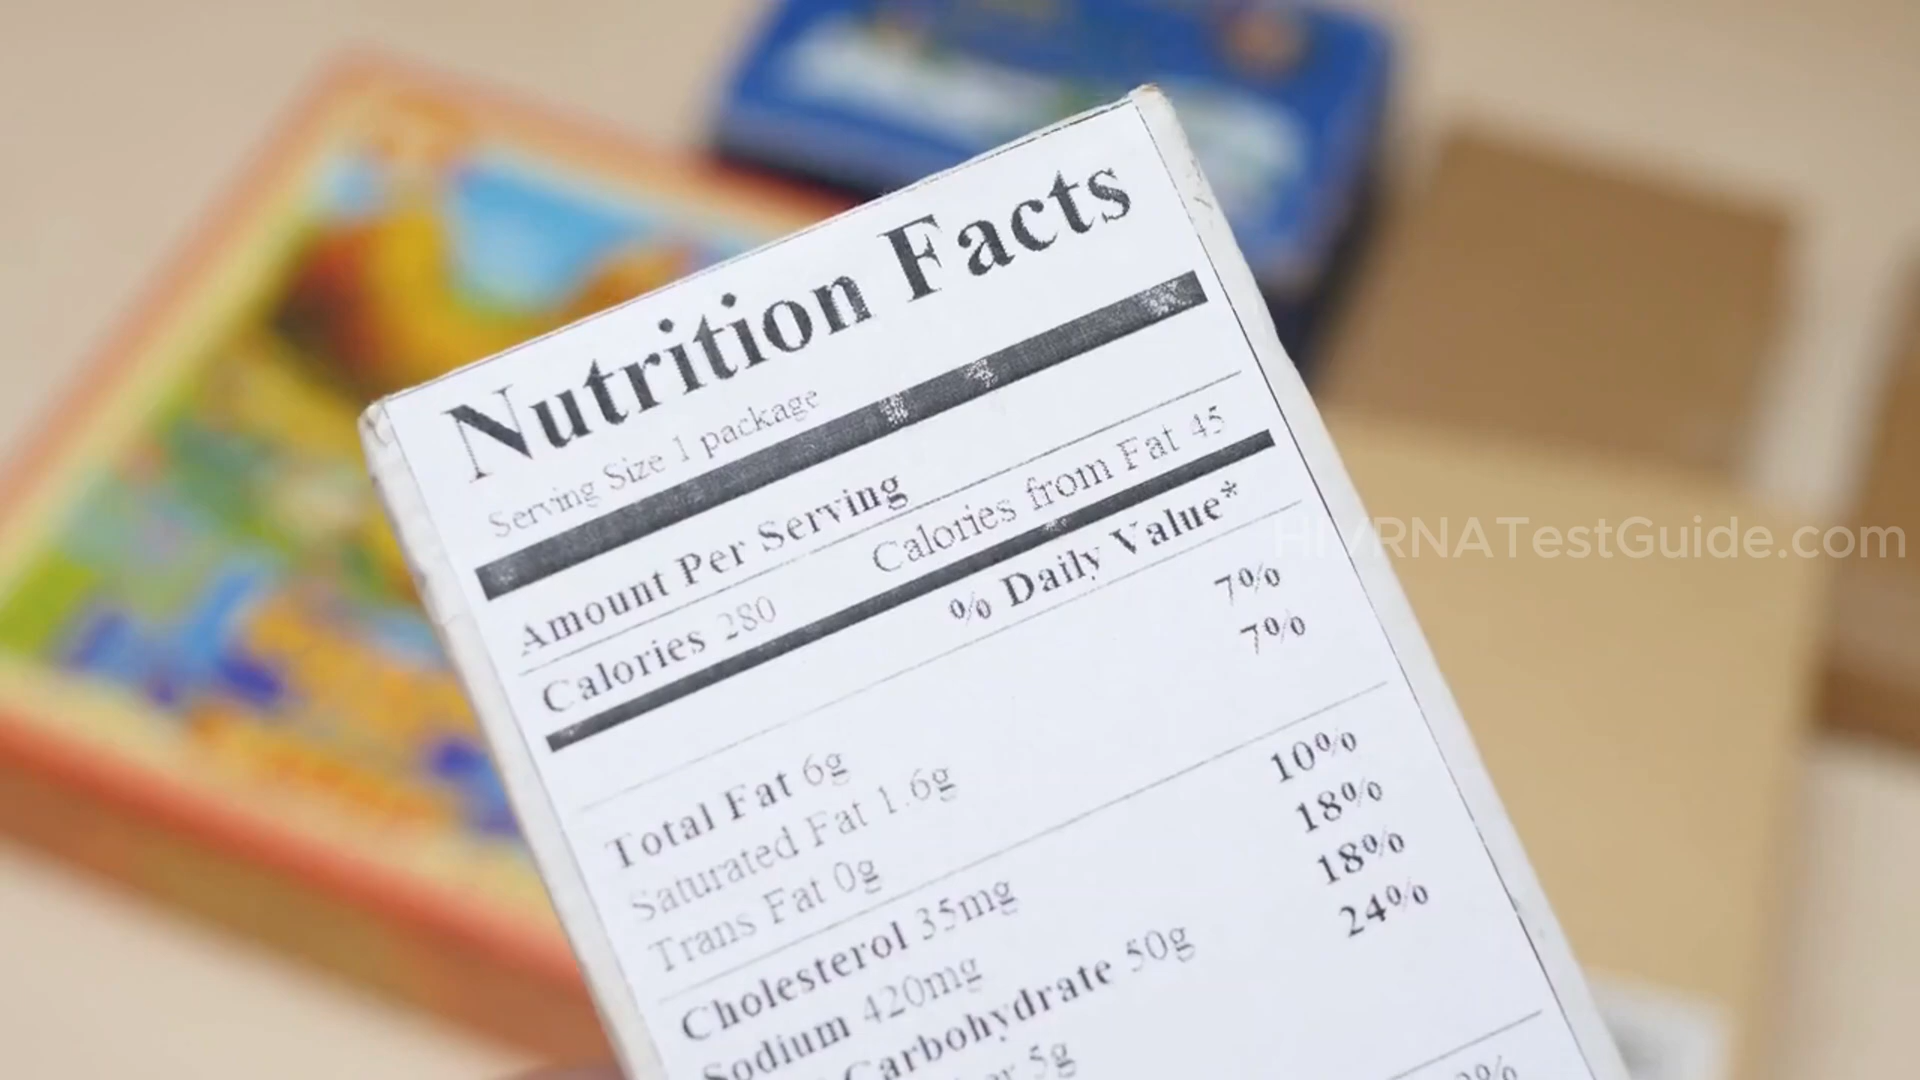 Nutrition Facts
Serving Size 1 package
Amount Per Serving
Calories 280 Calories from Fat 45
% Daily Value*
Total Fat 6g 7%
Saturated Fat 1.6g 7%
Trans Fat 0g
Cholesterol 35mg 10%
Sodium 420mg 18%
Carbohydrate 50g 18%
5g 24%
HIVRNATestGuide.com